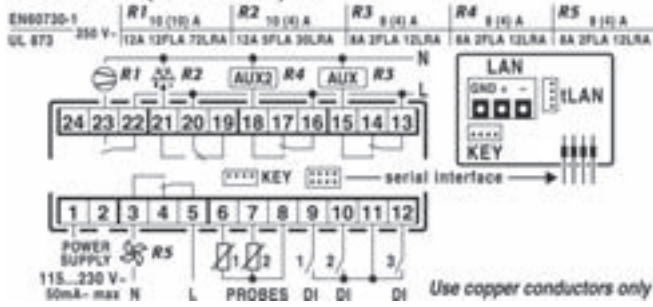 EN60730-1 R1 10 (10) A R2 10 (4) A R3 8 (4) A R4 8 (4) A R5 8 (4) A
UL 873 250 V~ 12A 12FLA 72LRA 12A 5FLA 30LRA 8A 2FLA 12LRA 8A 2FLA 12LRA 8A 2FLA 12LRA
N
R1 R2 AUX2 R4 AUX R3
L
24 23 22 21 20 19 18 17 16 15 14 13
LAN
GND + -
tLAN
KEY
KEY serial interface
1 2 3 4 5 6 7 8 9 10 11 12
POWER SUPPLY
R5
1 2 1 2 3
115...230 V~
50mA~ max N L PROBES DI DI DI
Use copper conductors only